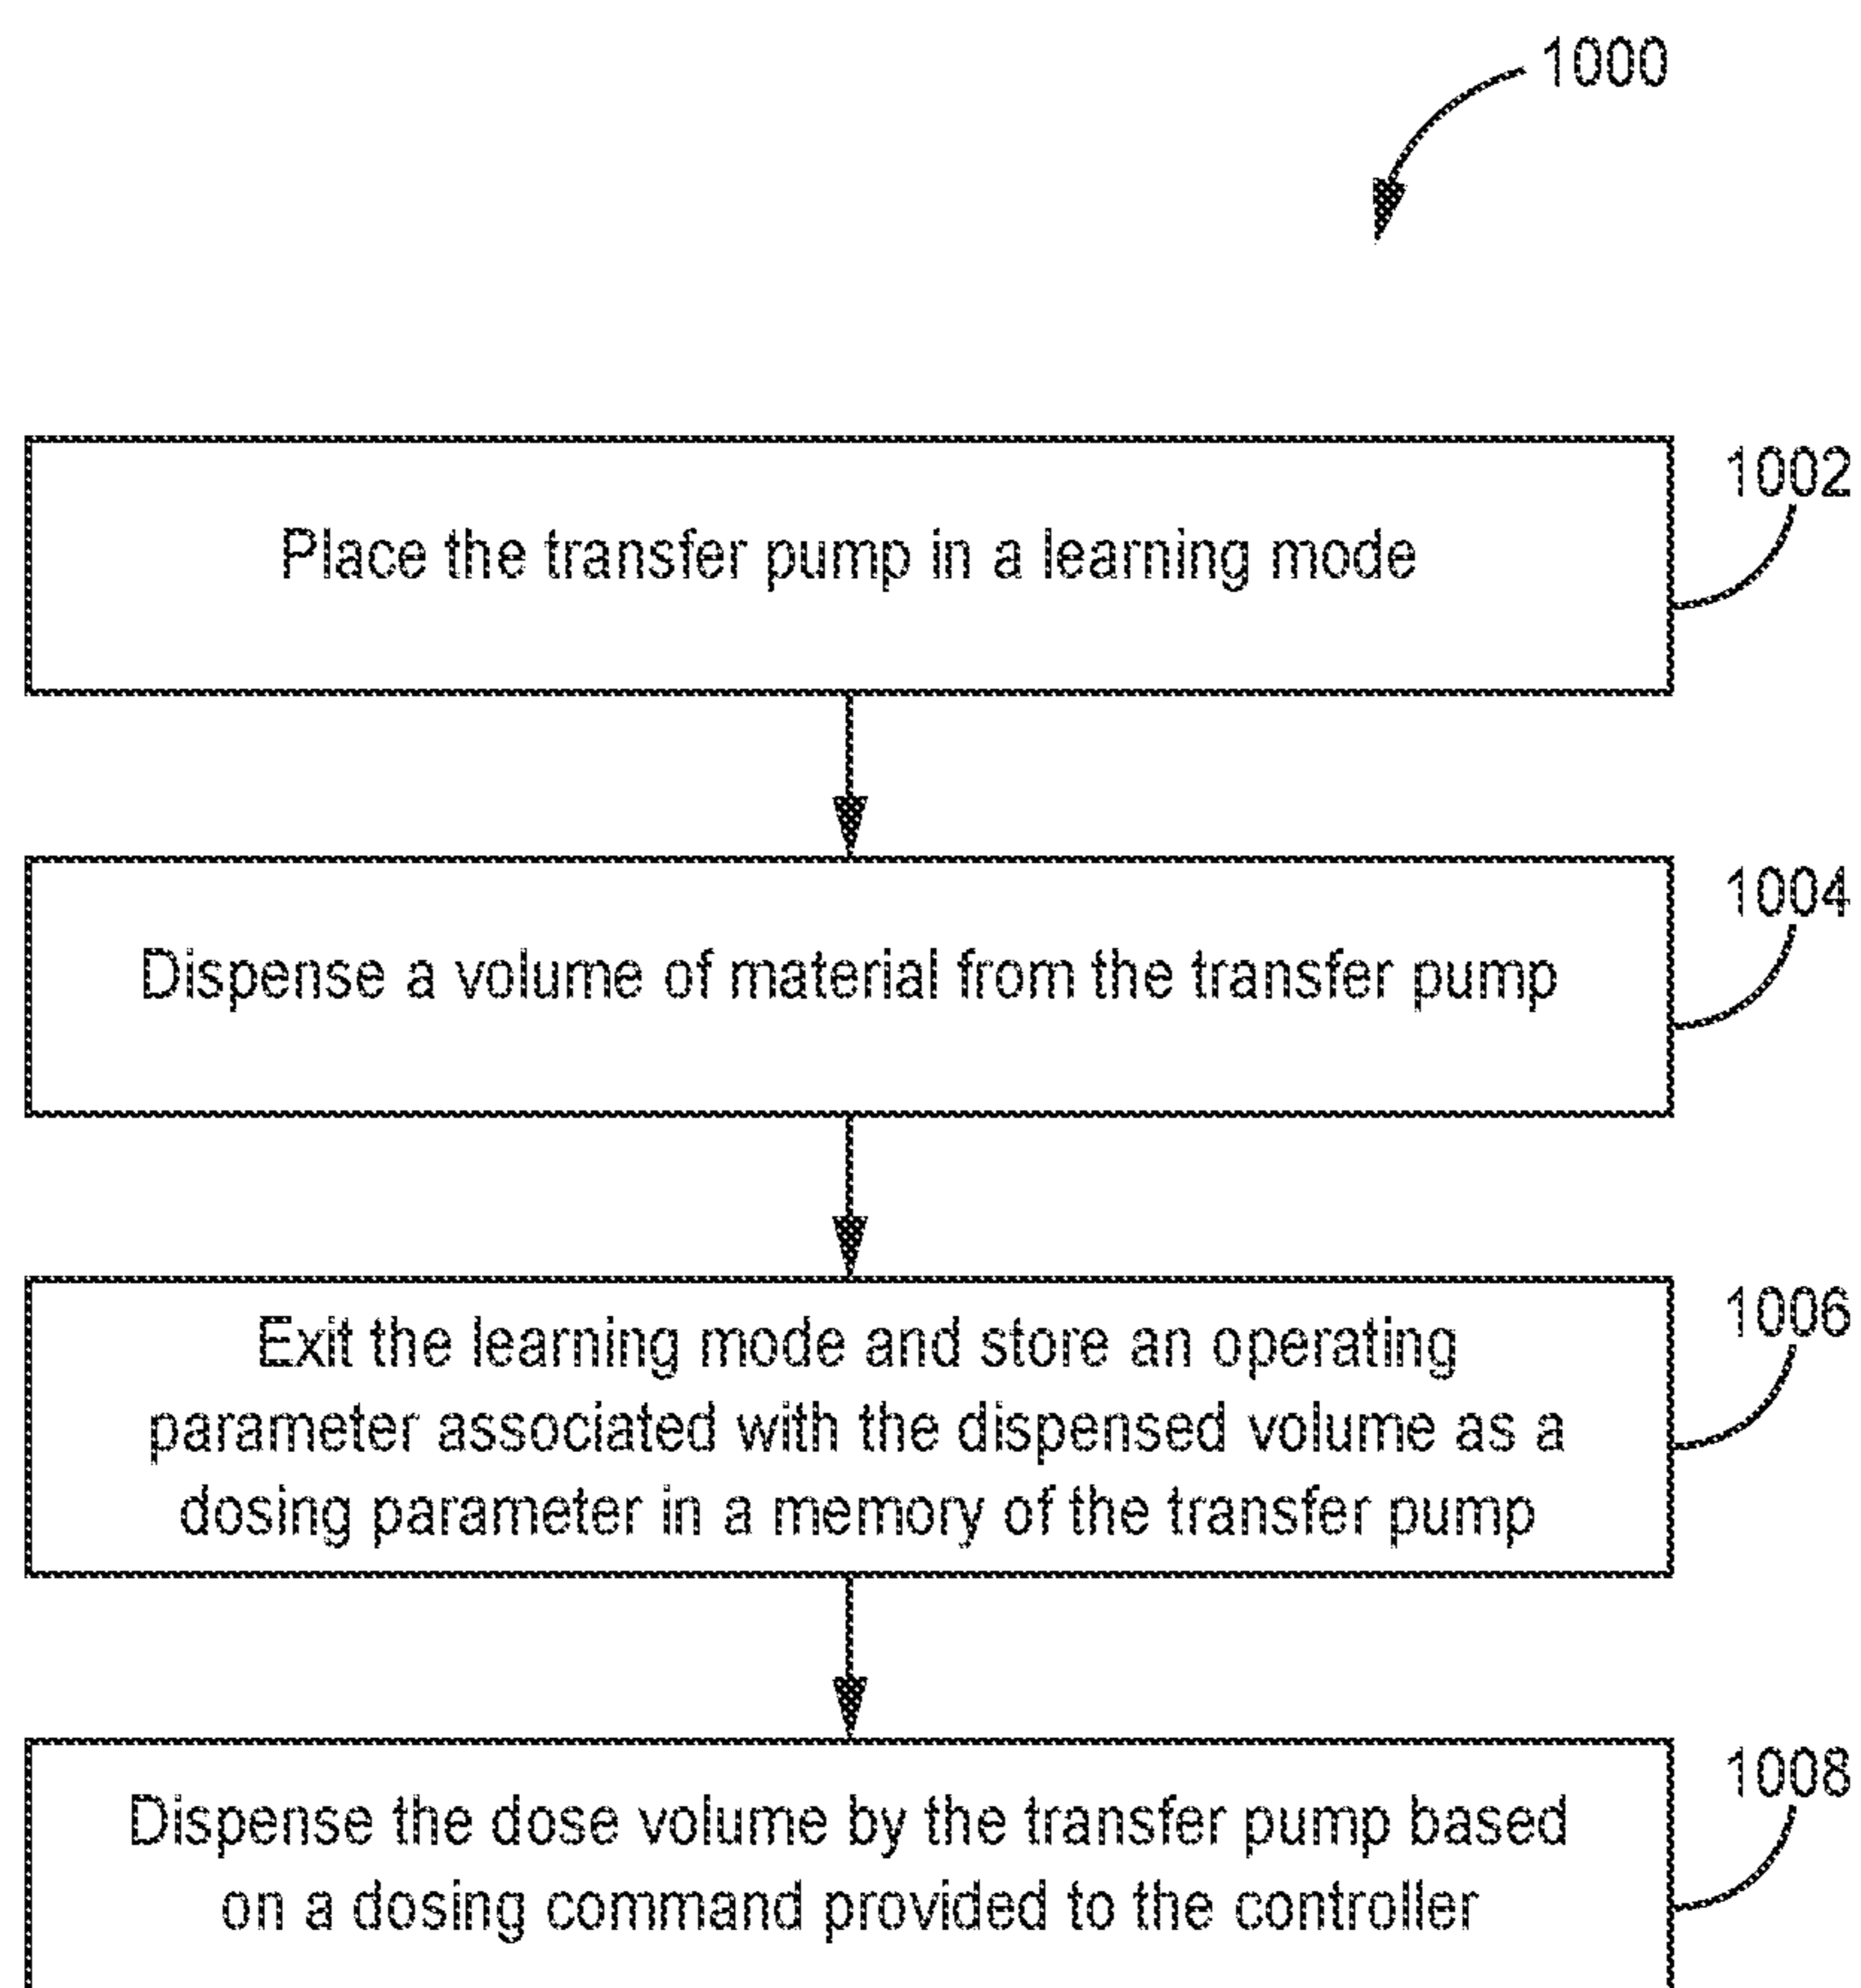 1000
1002
Place the transfer pump in a learning mode
1004
Dispense a volume of material from the transfer pump
1006
Exit the learning mode and store an operating
parameter associated with the dispensed volume as a
dosing parameter in a memory of the transfer pump
1008
Dispense the dose volume by the transfer pump based
on a dosing command provided to the controller